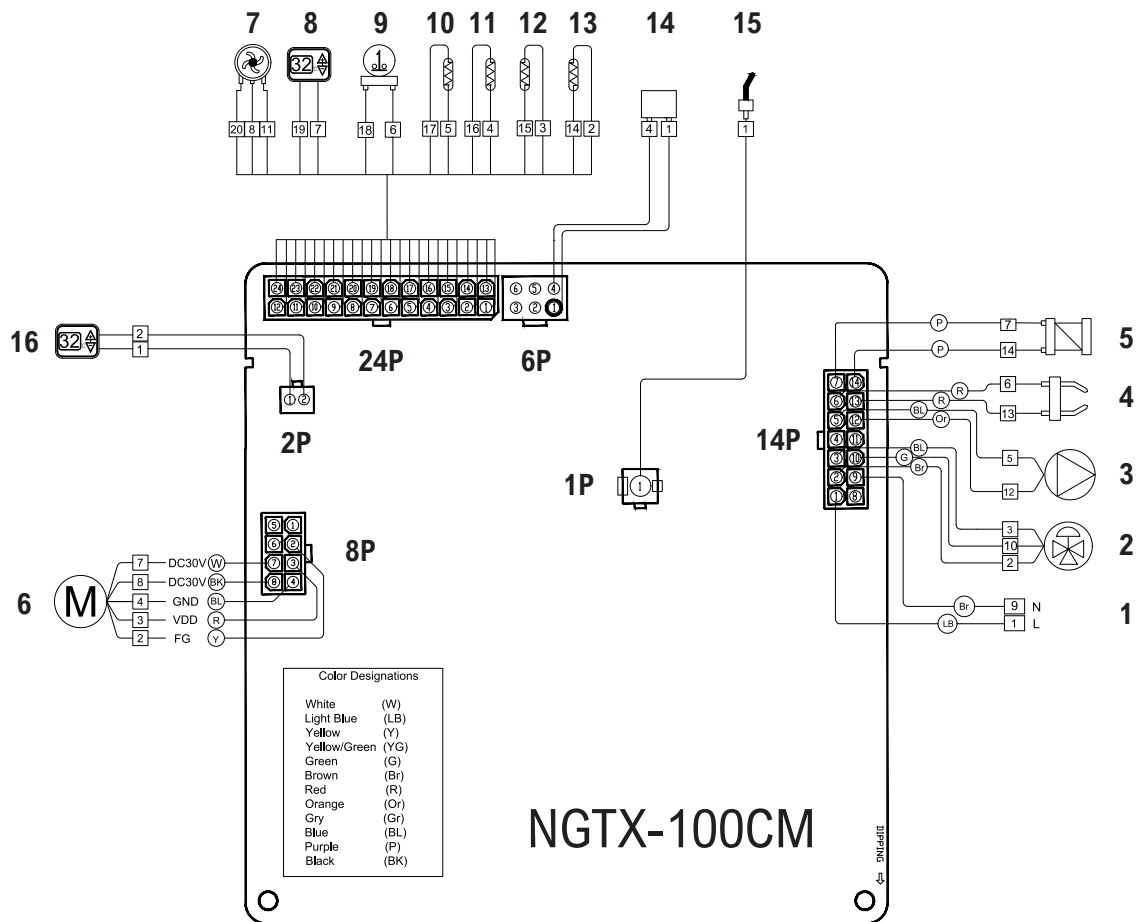 7 8 9 10 11 12 13 14 15
32
1
20 8 11 19 7 18 6 17 5 16 4 15 3 14 2 4 1 1
24 23 22 21 20 19 18 17 16 15 14 13
12 11 10 9 8 7 6 5 4 3 2 1
6 5 4
3 2 1
24P
6P
16 32 2
1
1 2
2P
1
1P
7 14
6 13
5 12
4 11
3 10
2 9
1 8
14P
P 7
P 14
5
R 6
R 13
4
BL 5
Or 12
3
BL 3
G 10
Br 2
2
Br 9 N
LB 1 L
1
5 1
6 2
7 3
8 4
8P
6 M
7 DC30V W
8 DC30V BK
4 GND BL
3 VDD R
2 FG Y
Color Designations
White (W)
Light Blue (LB)
Yellow (Y)
Yellow/Green (YG)
Green (G)
Brown (Br)
Red (R)
Orange (Or)
Gry (Gr)
Blue (BL)
Purple (P)
Black (BK)
NGTX-100CM
DIPPING